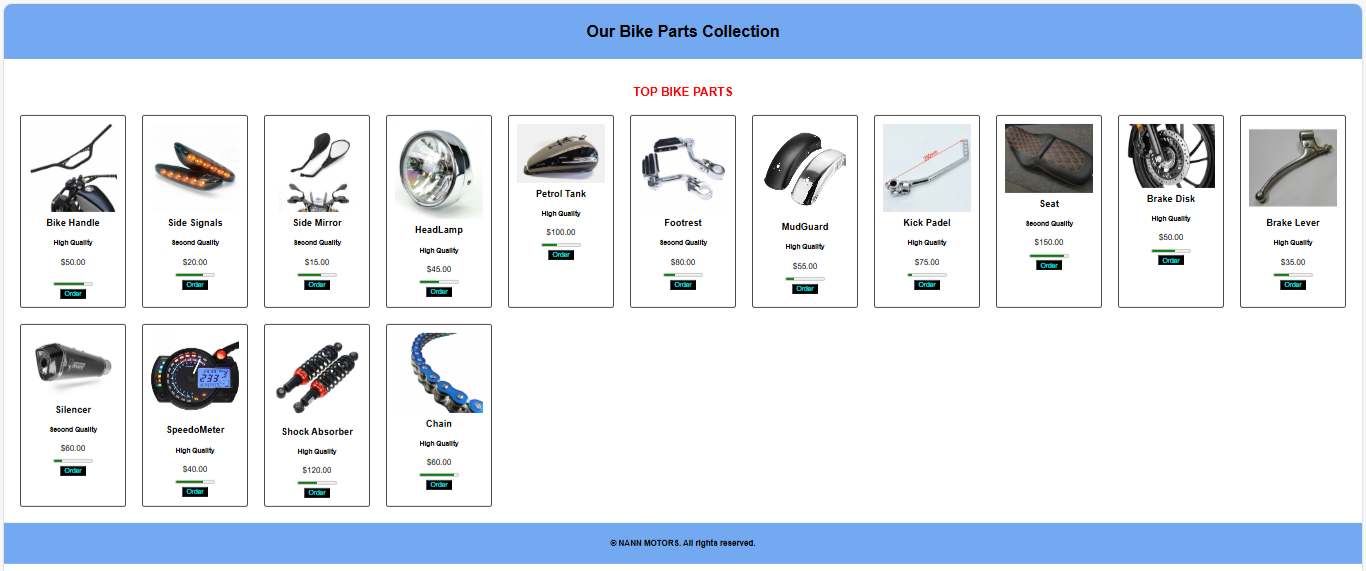 Our Bike Parts Collection
TOP BIKE PARTS
Bike Handle
High Quality
$50.00
Order
Side Signals
Second Quality
$20.00
Order
Side Mirror
Second Quality
$15.00
Order
HeadLamp
High Quality
$45.00
Order
Petrol Tank
High Quality
$100.00
Order
Footrest
Second Quality
$80.00
Order
MudGuard
High Quality
$55.00
Order
Kick Padel
High Quality
$75.00
Order
Seat
Second Quality
$150.00
Order
Brake Disk
High Quality
$50.00
Order
Brake Lever
High Quality
$35.00
Order
Silencer
Second Quality
$60.00
Order
233
SpeedoMeter
High Quality
$40.00
Order
Shock Absorber
High Quality
$120.00
Order
Chain
High Quality
$60.00
Order
© NANN MOTORS. All rights reserved.